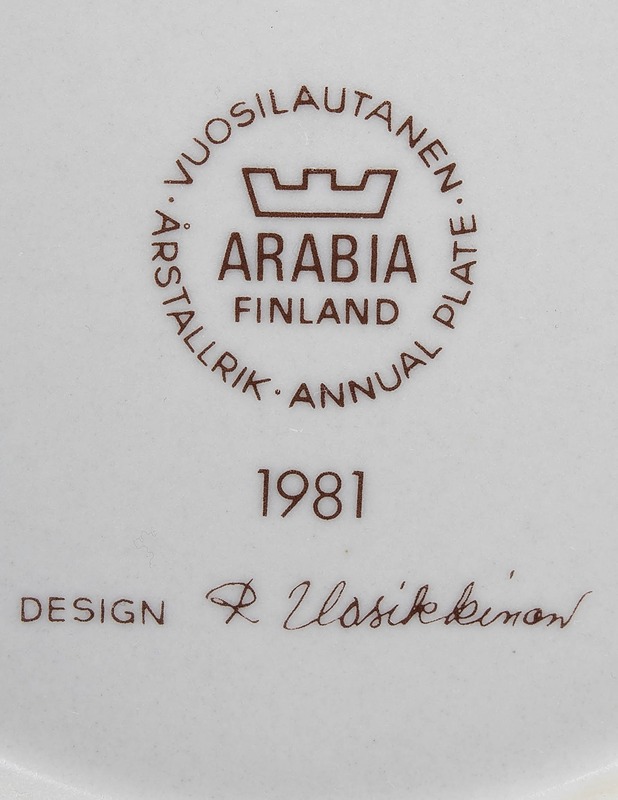 VUOSILAUTANEN · ANNUAL PLATE · ÅRSTALLRIK ·
ARABIA
FINLAND
1981
DESIGN R Uosikkinen